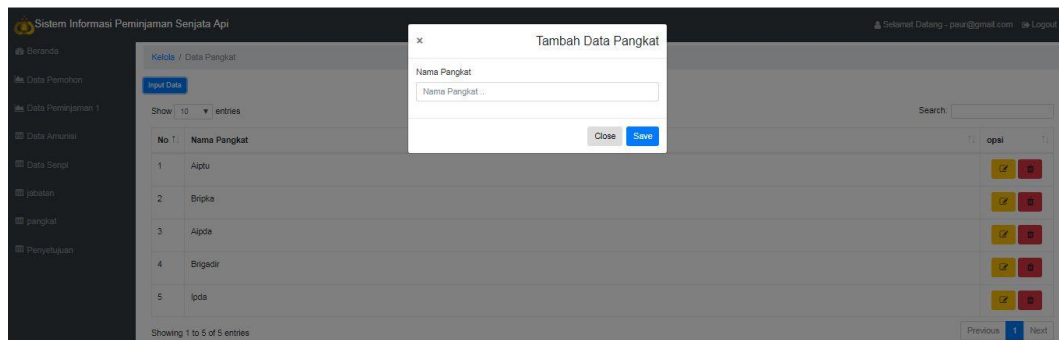 Sistem Informasi Peminjaman Senjata Api
Selamat Datang - paur@gmail.com Logout
Beranda
Data Pemohon
Data Peminjaman 1
Data Amunisi
Data Senpi
jabatan
pangkat
Penyetujuan
Kelola / Data Pangkat
Input Data
Show 10 entries
Search:
No Nama Pangkat opsi
1 Aiptu
2 Bripka
3 Aipda
4 Brigadir
5 Ipda
Showing 1 to 5 of 5 entries
Previous 1 Next
× Tambah Data Pangkat
Nama Pangkat
Nama Pangkat ..
Close Save